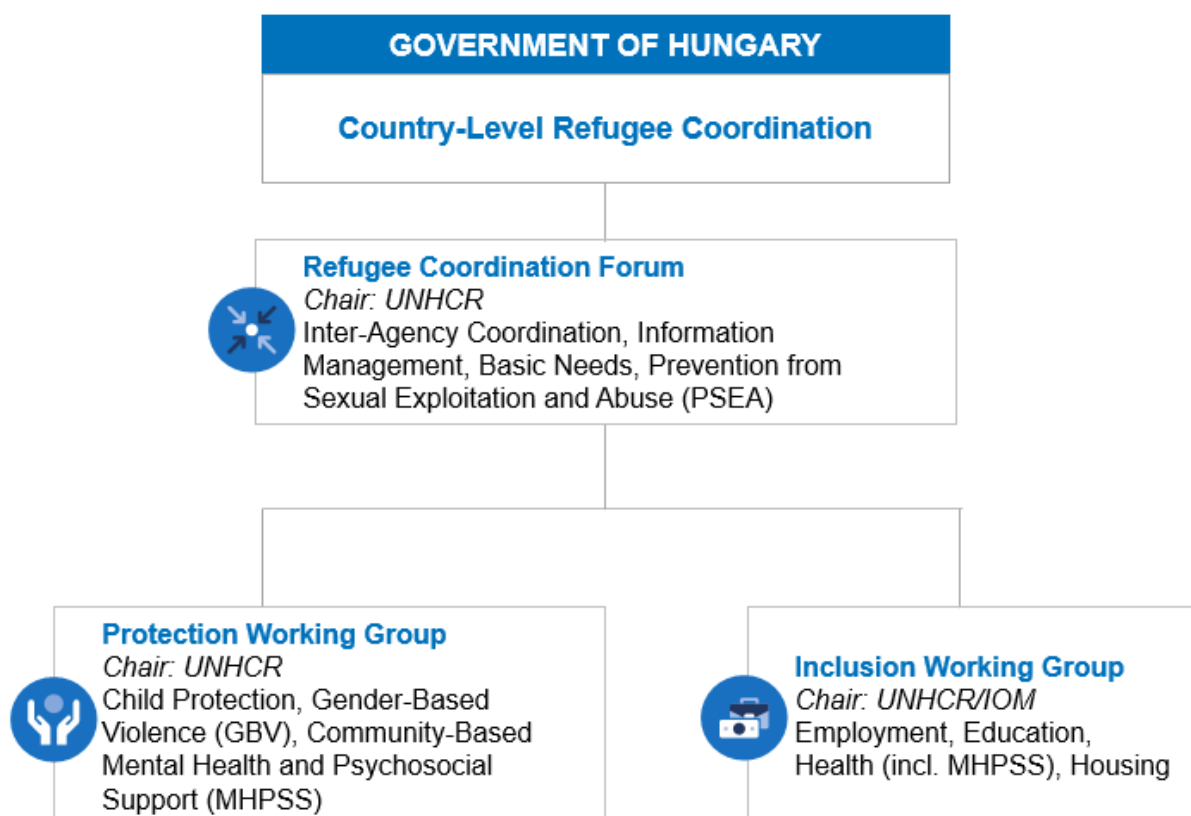 GOVERNMENT OF HUNGARY
Country-Level Refugee Coordination
Refugee Coordination Forum
Chair: UNHCR
Inter-Agency Coordination, Information
Management, Basic Needs, Prevention from
Sexual Exploitation and Abuse (PSEA)
Protection Working Group
Chair: UNHCR
Child Protection, Gender-Based
Violence (GBV), Community-Based
Mental Health and Psychosocial
Support (MHPSS)
Inclusion Working Group
Chair: UNHCR/IOM
Employment, Education,
Health (incl. MHPSS), Housing